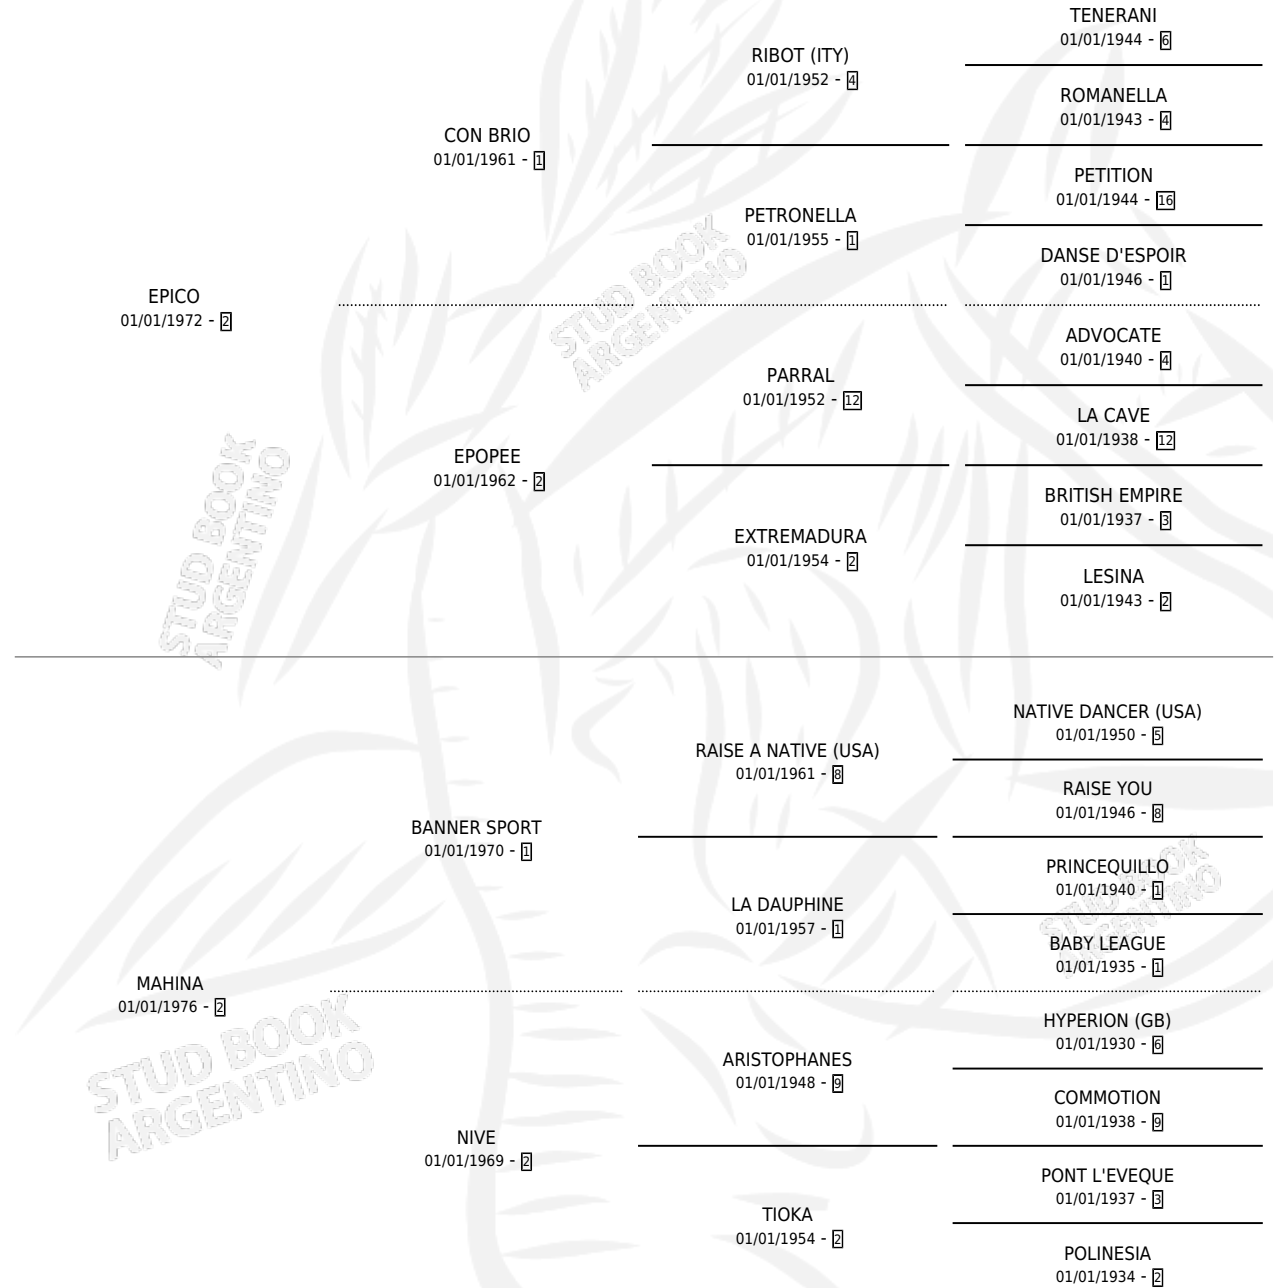 TENERANI
01/01/1944 - 6
RIBOT (ITY)
01/01/1952 - 4
ROMANELLA
01/01/1943 - 4
CON BRIO
01/01/1961 - 1
PETITION
01/01/1944 - 16
PETRONELLA
01/01/1955 - 1
DANSE D'ESPOIR
01/01/1946 - 1
EPICO
01/01/1972 - 2
ADVOCATE
01/01/1940 - 4
PARRAL
01/01/1952 - 12
LA CAVE
01/01/1938 - 12
EPOPEE
01/01/1962 - 2
BRITISH EMPIRE
01/01/1937 - 3
EXTREMADURA
01/01/1954 - 2
LESINA
01/01/1943 - 2
STUD BOOK
ARGENTINO
STUD BOOK
ARGENTINO
NATIVE DANCER (USA)
01/01/1950 - 5
RAISE A NATIVE (USA)
01/01/1961 - 8
RAISE YOU
01/01/1946 - 8
BANNER SPORT
01/01/1970 - 1
PRINCEQUILLO
01/01/1940 - 1
LA DAUPHINE
01/01/1957 - 1
BABY LEAGUE
01/01/1935 - 1
MAHINA
01/01/1976 - 2
HYPERION (GB)
01/01/1930 - 6
ARISTOPHANES
01/01/1948 - 9
COMMOTION
01/01/1938 - 9
NIVE
01/01/1969 - 2
PONT L'EVEQUE
01/01/1937 - 3
TIOKA
01/01/1954 - 2
POLINESIA
01/01/1934 - 2
STUD BOOK
ARGENTINO
STUD BOOK
ARGENTINO